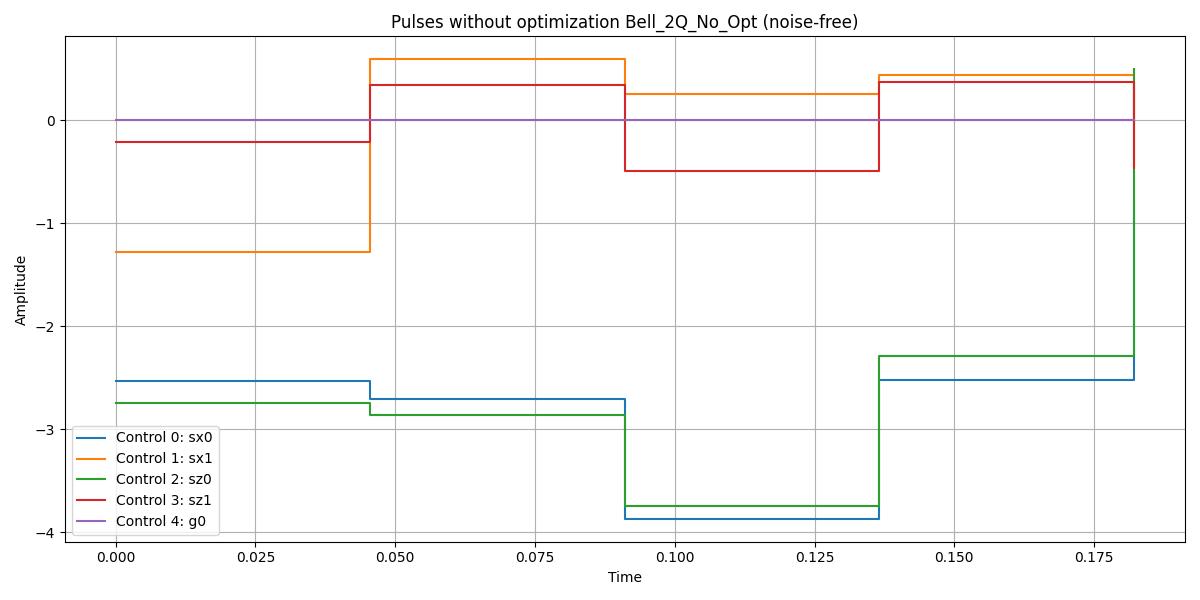 Pulses without optimization Bell_2Q_No_Opt (noise-free)
Amplitude
0
−1
−2
−3
−4
Control 0: sx0
Control 1: sx1
Control 2: sz0
Control 3: sz1
Control 4: g0
0.000 0.025 0.050 0.075 0.100 0.125 0.150 0.175
Time